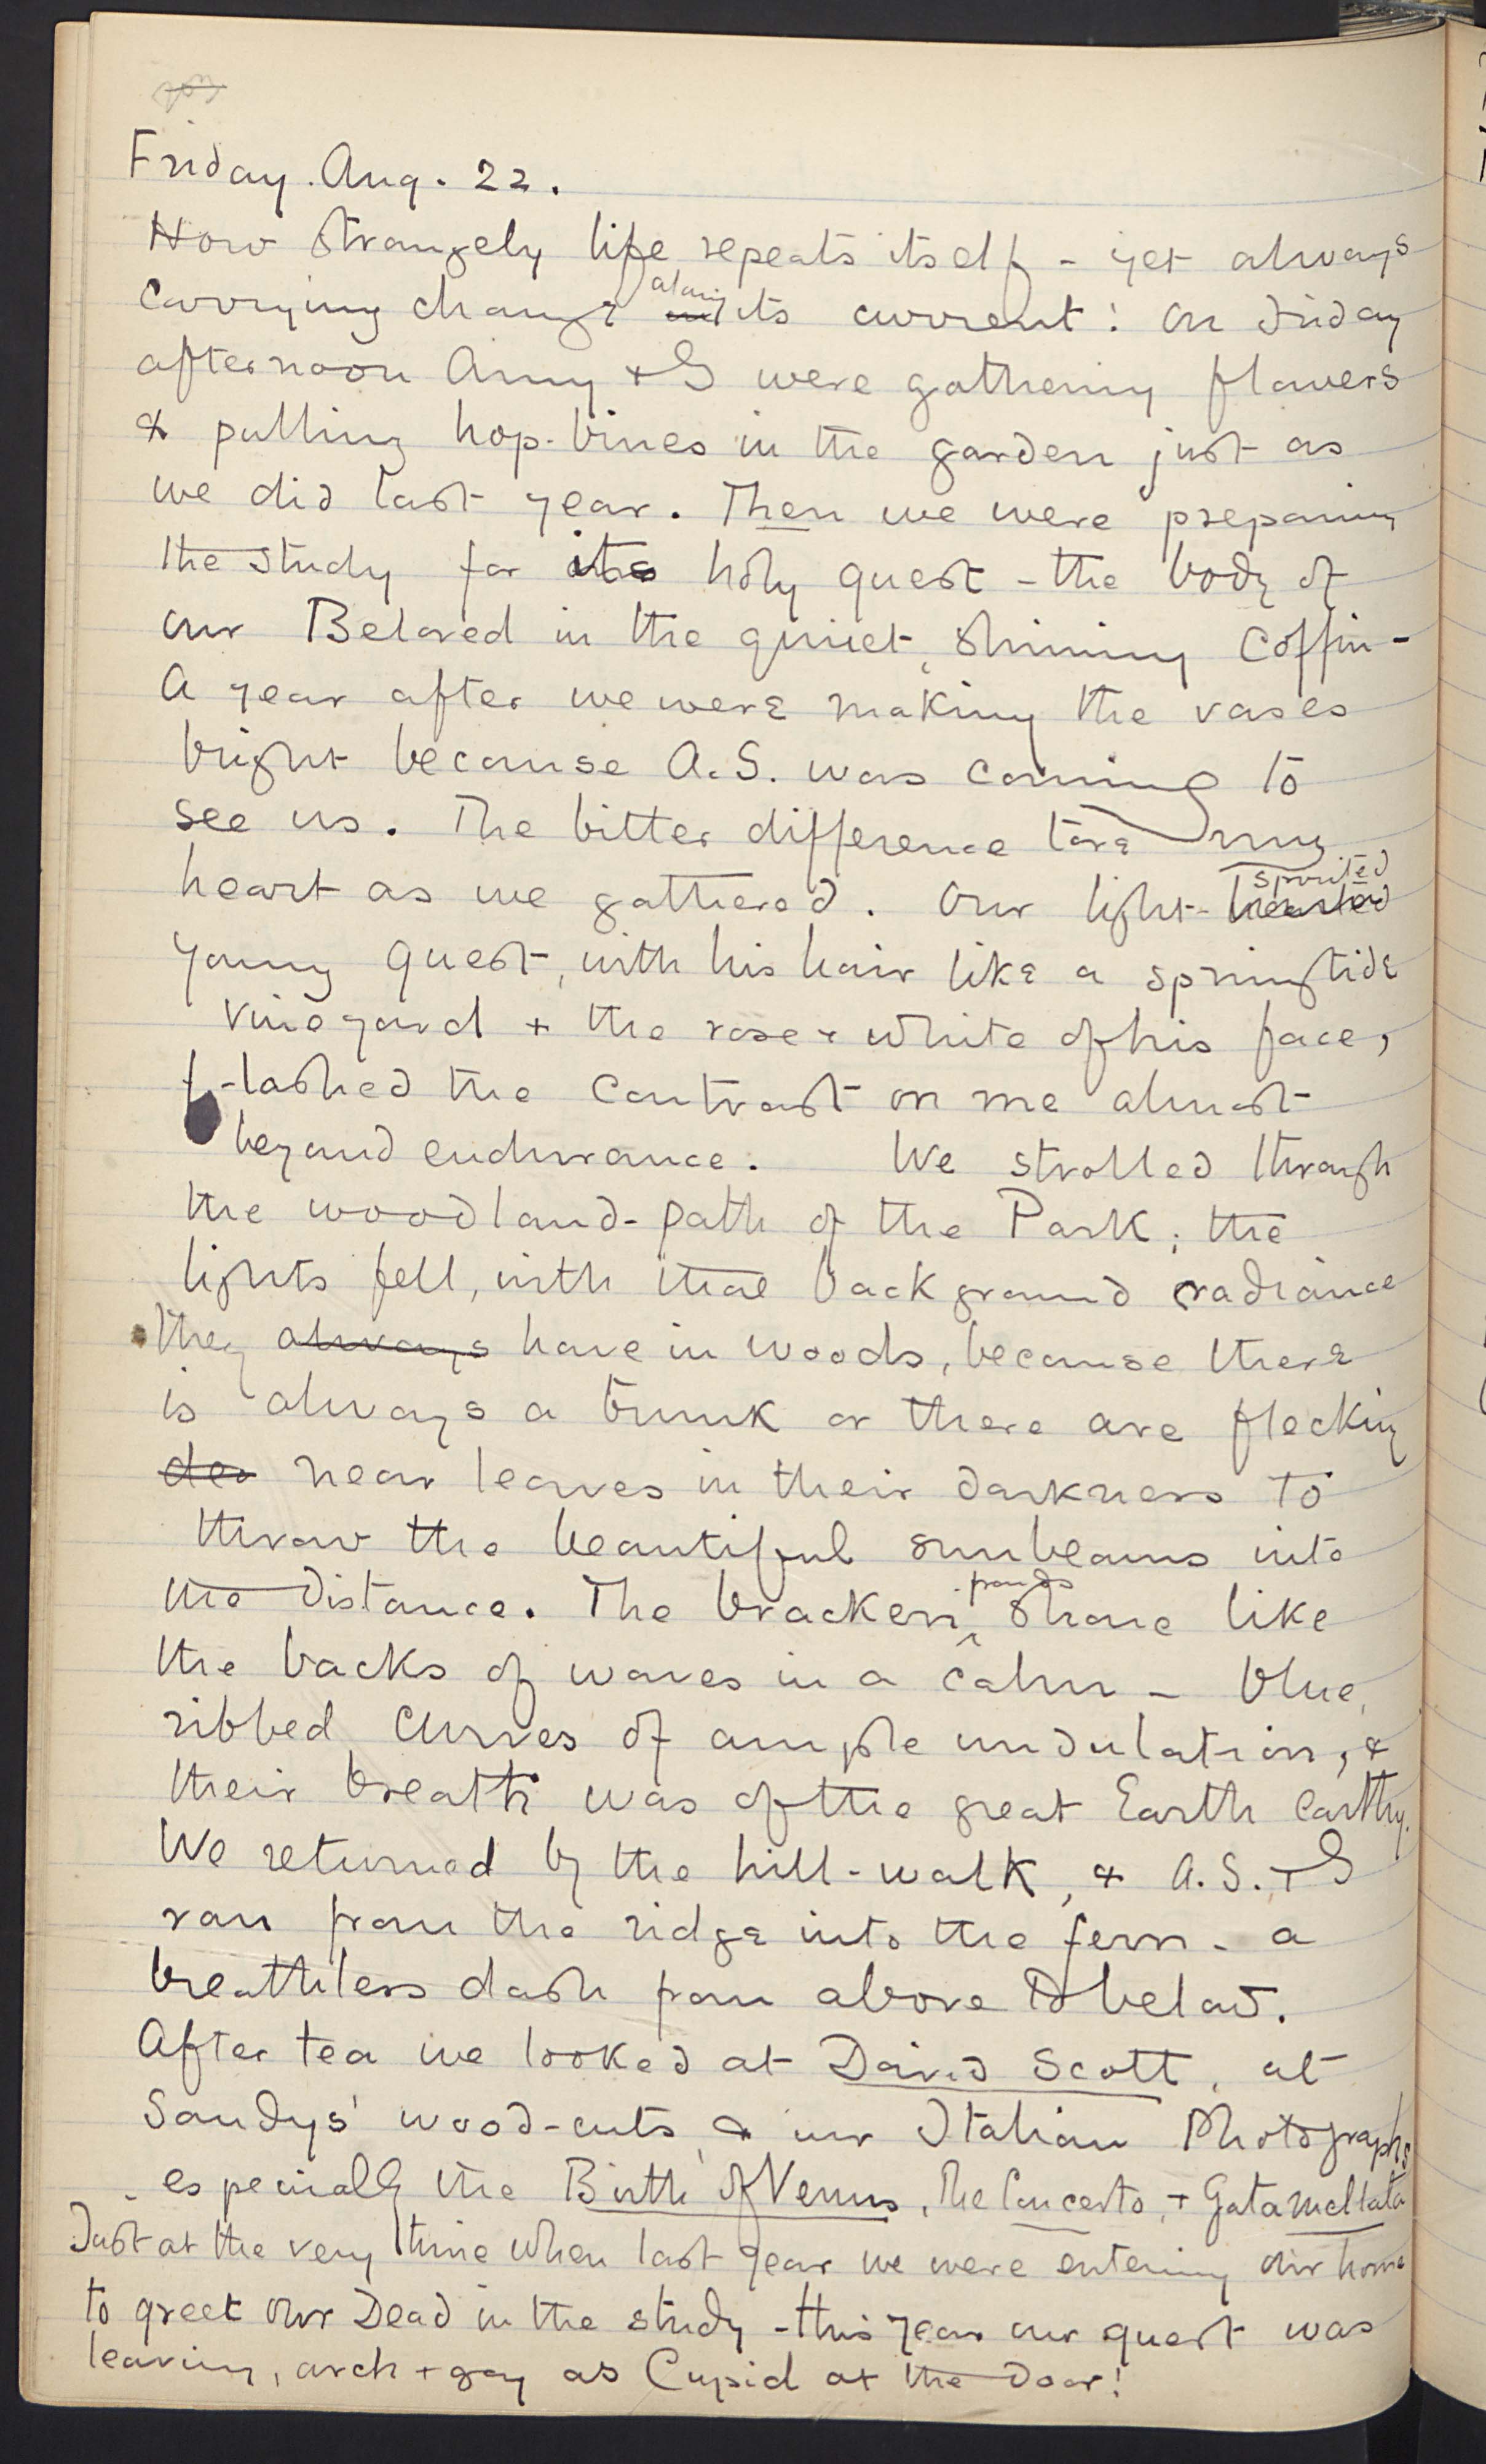 Friday. Aug. 22.
How strangely life repeats itself - yet always
carrying change along its current! On Friday
afternoon Amy & I were gathering flowers
& pulling hop-bines in the garden just as
we did last year. Then we were preparing
the study for its holy guest - the body of
our Beloved in the quiet, shining coffin -
A year after we were making the vases
bright because A.S. was coming to
see us. The bitter difference tore my
heart as we gathered. Our light-spirited
young guest, with his hair like a springtide
vineyard + the rose & white of his face,
flashed the contrast on me almost
beyond endurance. We strolled through
the woodland-path of the Park; the
lights fell, with that background radiance
they always have in woods, because there
is always a trunk or there are flecking
der near leaves in their darkness to
throw the beautiful sunbeams into
the distance. The bracken-fronds shone like
the backs of waves in a calm - blue,
ribbed curves of ample undulation, &
their breath was of the great Earth earthy.
We returned by the hill-walk, & A.S. + I
ran from the ridge into the fern - a
breathless dash from above to below.
After tea we looked at David Scott, at
Sandys' wood-cuts & our Italian Photographs
especially the Birth of Venus, The Concerto, + Gatamellata
Just at the very time when last year we were entering our home
to greet our Dead in the study - this year our guest was
leaving, arch + gay as Cupid at the door!